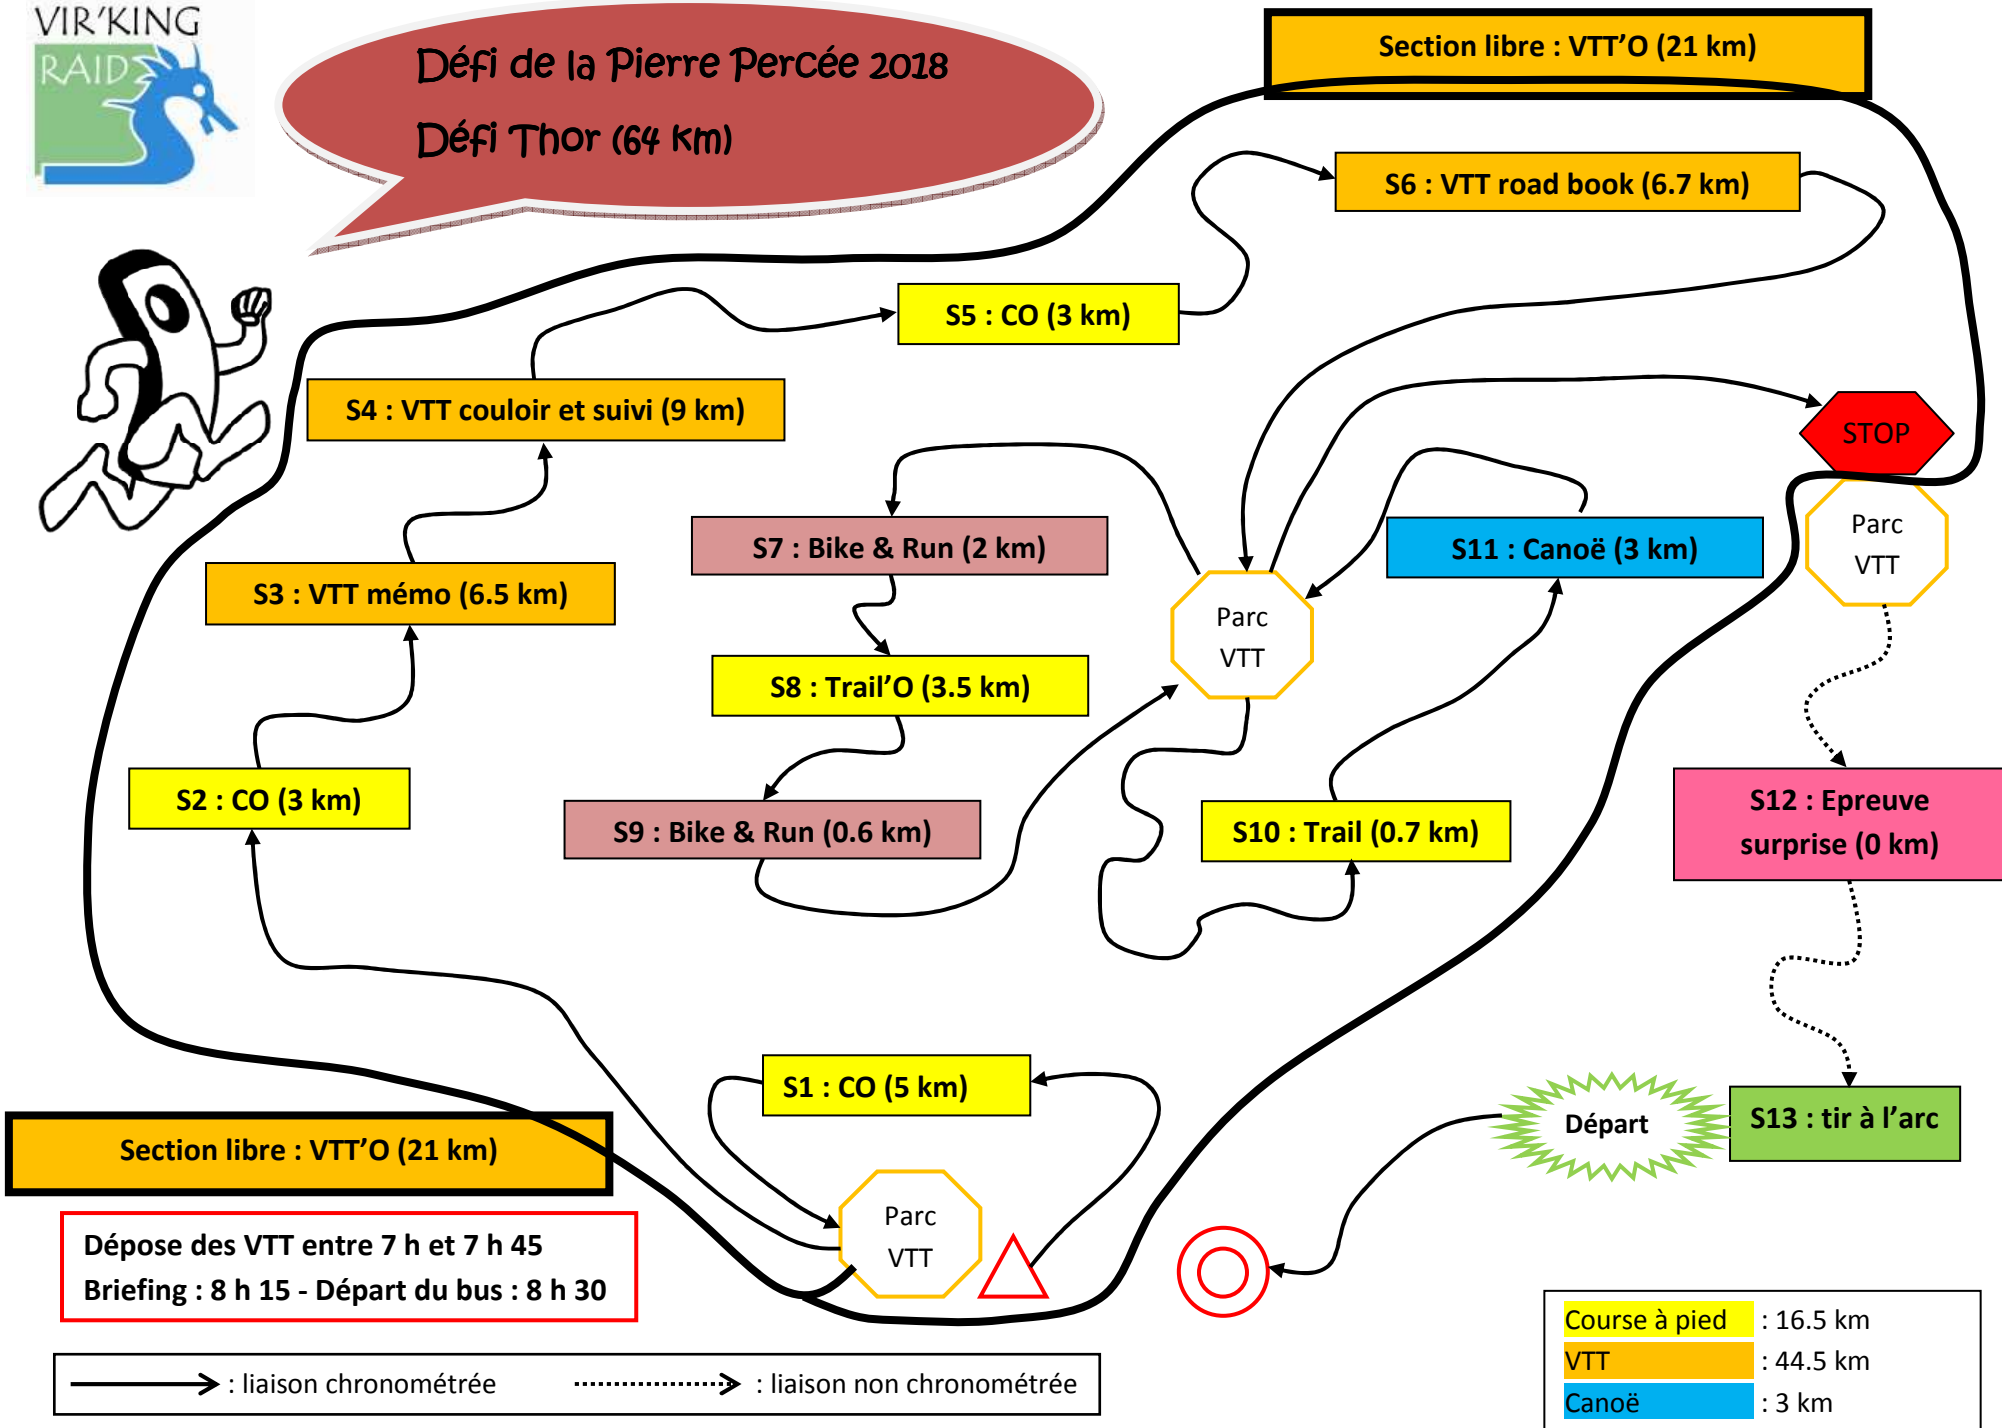 VIR'KING
RAID
Défi de la Pierre Percée 2018
Défi Thor (64 km)
Section libre : VTT'O (21 km)
S6 : VTT road book (6.7 km)
S5 : CO (3 km)
S4 : VTT couloir et suivi (9 km)
STOP
Parc
VTT
S7 : Bike & Run (2 km)
S11 : Canoë (3 km)
S3 : VTT mémo (6.5 km)
Parc
VTT
S8 : Trail'O (3.5 km)
S2 : CO (3 km)
S9 : Bike & Run (0.6 km)
S10 : Trail (0.7 km)
S12 : Epreuve
surprise (0 km)
S1 : CO (5 km)
Départ
S13 : tir à l'arc
Section libre : VTT'O (21 km)
Parc
VTT
Dépose des VTT entre 7 h et 7 h 45
Briefing : 8 h 15 - Départ du bus : 8 h 30
: liaison chronométrée
: liaison non chronométrée
Course à pied : 16.5 km
VTT : 44.5 km
Canoë : 3 km